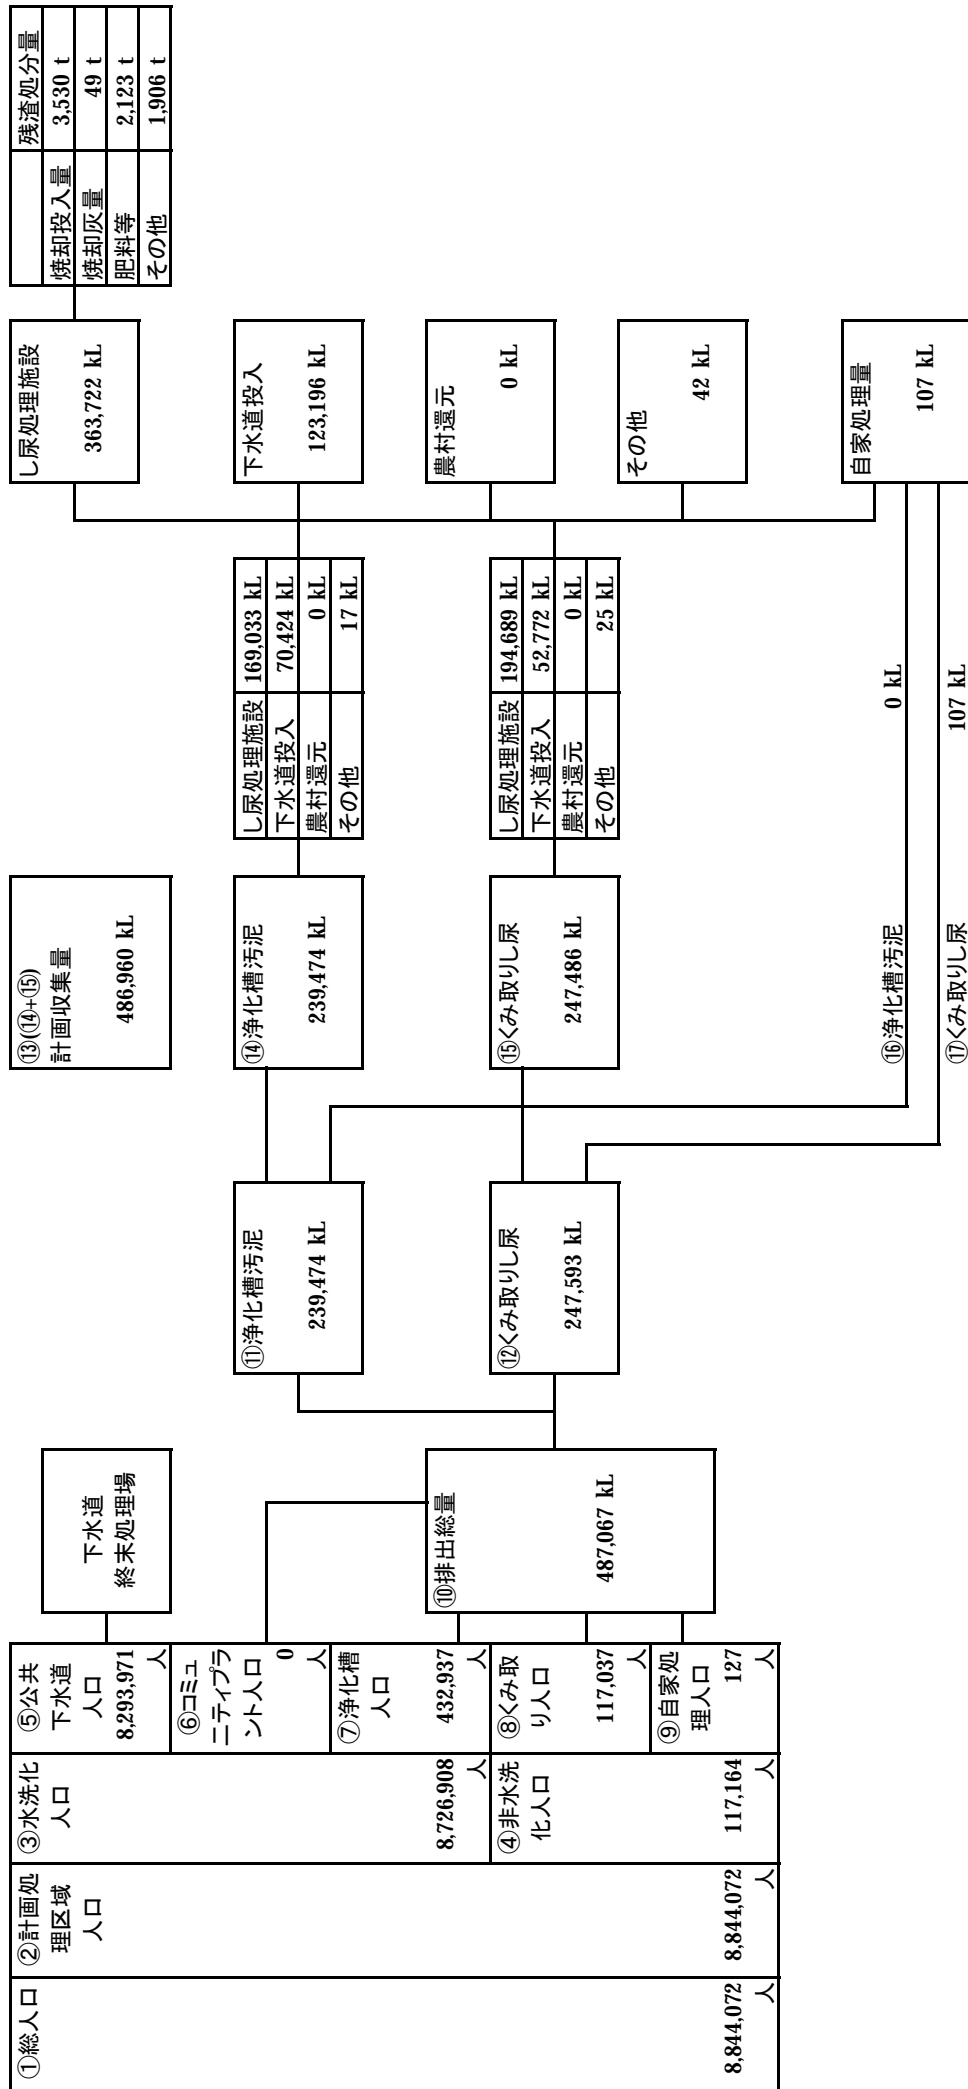 ①総人口
8,844,072
人
②計画処
理区域
人口
8,844,072
人
③水洗化
人口
8,726,908
人
④非水洗
化人口
117,164
人
⑤公共
下水道
人口
8,293,971
人
⑥コミュ
ニティプラ
ント人口
0
人
⑦浄化槽
人口
432,937
人
⑧くみ取
り人口
117,037
人
⑨自家処
理人口
127
人
下水道
終末処理場
⑩排出総量
487,067 kL
⑪浄化槽汚泥
239,474 kL
⑫くみ取りし尿
247,593 kL
⑬(⑭+⑮)
計画収集量
486,960 kL
⑭浄化槽汚泥
239,474 kL
⑮くみ取りし尿
247,486 kL
⑯浄化槽汚泥 0 kL
⑰くみ取りし尿 107 kL
し尿処理施設 169,033 kL
下水道投入 70,424 kL
農村還元 0 kL
その他 17 kL
し尿処理施設 194,689 kL
下水道投入 52,772 kL
農村還元 0 kL
その他 25 kL
し尿処理施設
363,722 kL
下水道投入
123,196 kL
農村還元
0 kL
その他
42 kL
自家処理量
107 kL
残渣処分量
焼却投入量 3,530 t
焼却灰量 49 t
肥料等 2,123 t
その他 1,906 t